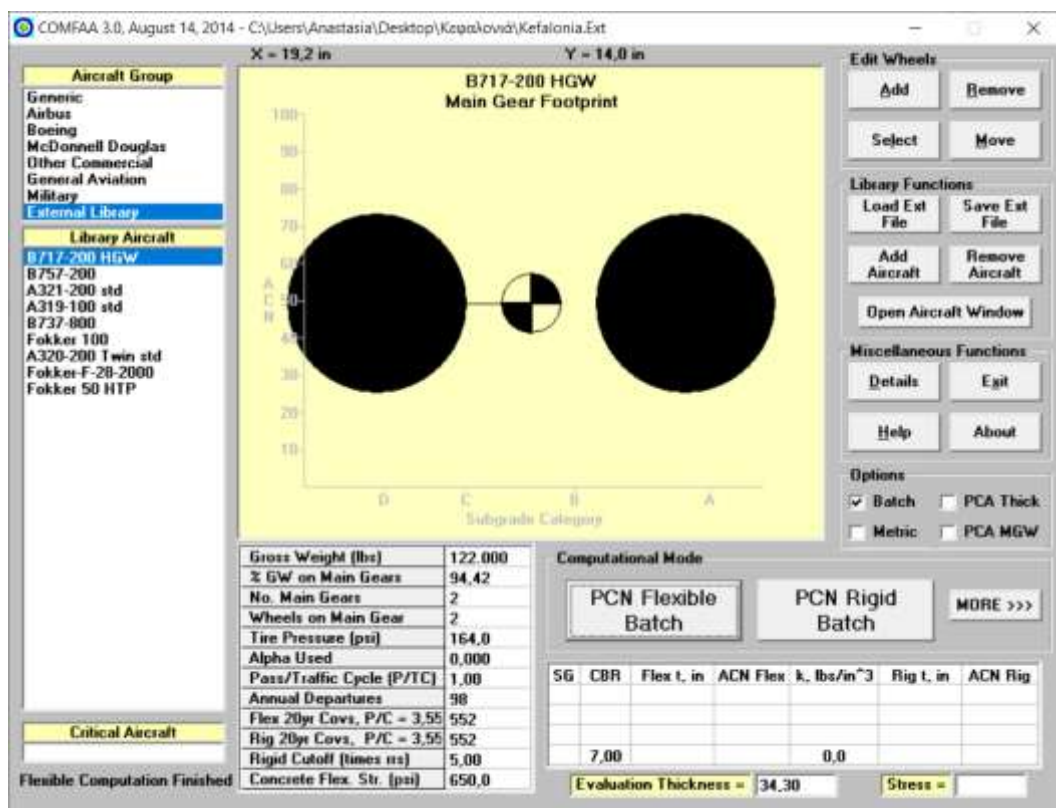 COMFAA 3.0, August 14, 2014 - C:\Users\Anastasia\Desktop\Κεφαλονιά\Kefalonia.Ext
X = 19,2 in
Y = 14,0 in
Aircraft Group
Generic
Airbus
Boeing
McDonnell Douglas
Other Commercial
General Aviation
Military
External Library
Library Aircraft
B717-200 HGW
B757-200
A321-200 std
A319-100 std
B737-800
Fokker 100
A320-200 Twin std
Fokker-F-28-2000
Fokker 50 HTP
Critical Aircraft
Flexible Computation Finished
B717-200 HGW
Main Gear Footprint
100
90
80
70
60
50
40
30
20
10
ACN
D C B A
Subgrade Category
Gross Weight (lbs) 122.000
% GW on Main Gears 94,42
No. Main Gears 2
Wheels on Main Gear 2
Tire Pressure (psi) 164,0
Alpha Used 0,000
Pass/Traffic Cycle (P/TC) 1,00
Annual Departures 98
Flex 20yr Covs, P/C = 3,55 552
Rig 20yr Covs, P/C = 3,55 552
Rigid Cutoff (times rrs) 5,00
Concrete Flex. Str. (psi) 650,0
Edit Wheels
Add
Remove
Select
Move
Library Functions
Load Ext File
Save Ext File
Add Aircraft
Remove Aircraft
Open Aircraft Window
Miscellaneous Functions
Details
Exit
Help
About
Options
Batch
PCA Thick
Metric
PCA MGW
Computational Mode
PCN Flexible Batch
PCN Rigid Batch
MORE >>>
SG CBR Flex t, in ACN Flex k, lbs/in^3 Rig t, in ACN Rig
7,00 0,0
Evaluation Thickness = 34,30
Stress =